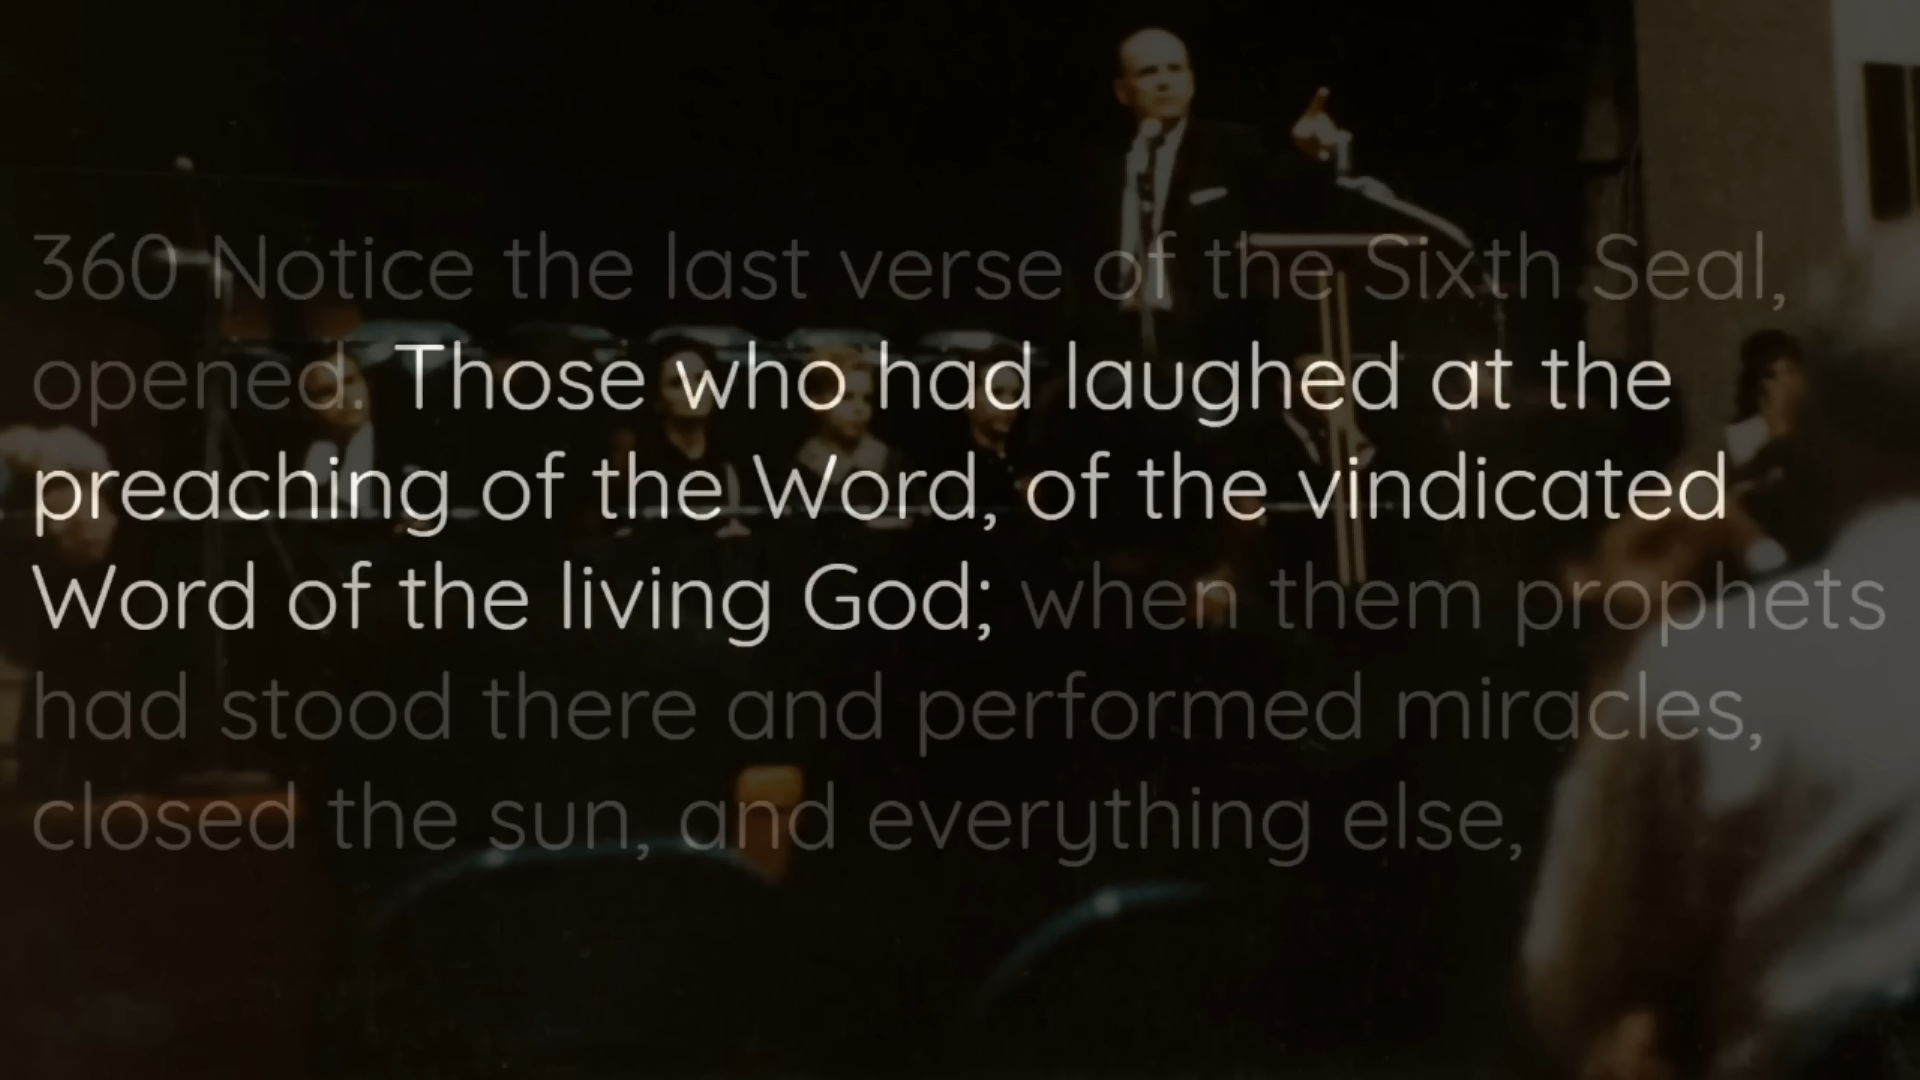 360 Notice the last verse of the Sixth Seal,
opened. Those who had laughed at the
preaching of the Word, of the vindicated
Word of the living God; when them prophets
had stood there and performed miracles,
closed the sun, and everything else,